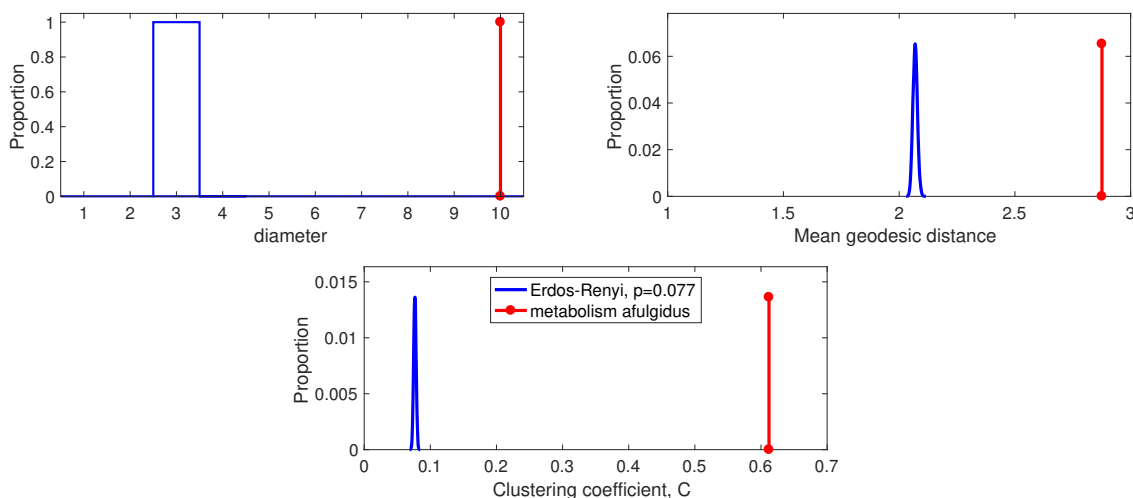 1
0.8
0.6
0.4
0.2
0
Proportion
1 2 3 4 5 6 7 8 9 10
diameter
0.06
0.04
0.02
0
Proportion
1 1.5 2 2.5 3
Mean geodesic distance
0.015
0.01
0.005
0
Proportion
Erdos-Renyi, p=0.077
metabolism afulgidus
0 0.1 0.2 0.3 0.4 0.5 0.6 0.7
Clustering coefficient, C